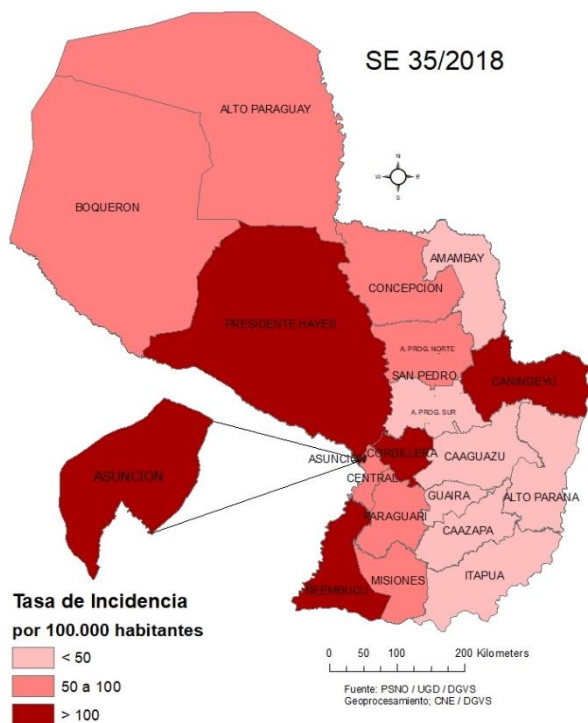 SE 35/2018
ALTO PARAGUAY
N
W
E
S
BOQUERON
AMAMBAY
CONCEPCION
PRESIDENTE HAYES
A. PROG. NORTE
SAN PEDRO
CANINDEYU
A. PROG. SUR
CORDILLERA
ASUNCION
ASUNCION
CAAGUAZU
CENTRAL
GUAIRA
ALTO PARANA
PARAGUARI
CAAZAPA
ÑEEMBUCU
MISIONES
ITAPUA
Tasa de Incidencia
por 100.000 habitantes
< 50
50 a 100
> 100
0 50 100 200 Kilometers
Fuente: PSNO / UGD / DGVS
Geoprocesamiento; CNE / DGVS